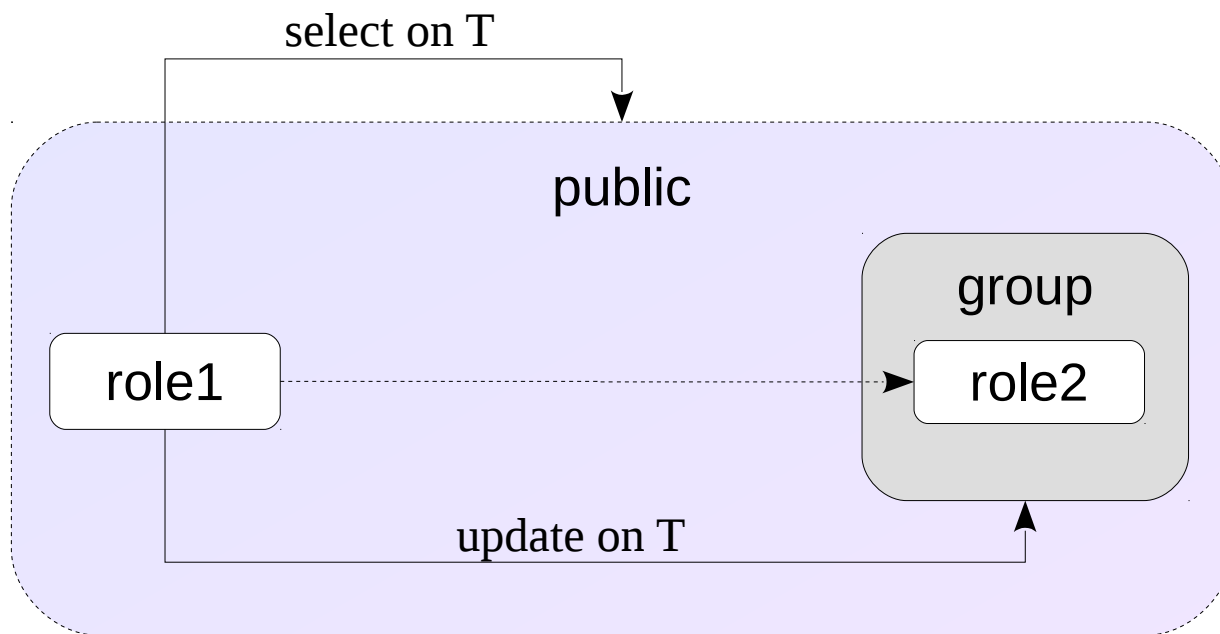 select on T
public
group
role1
role2
update on T